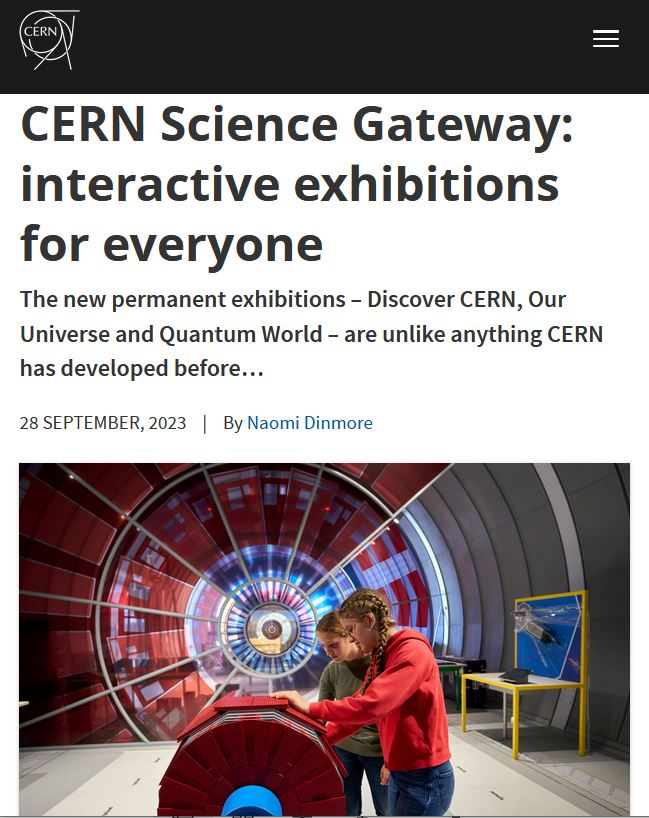 CERN
CERN Science Gateway:
interactive exhibitions
for everyone
The new permanent exhibitions – Discover CERN, Our
Universe and Quantum World – are unlike anything CERN
has developed before…
28 SEPTEMBER, 2023 | By Naomi Dinmore